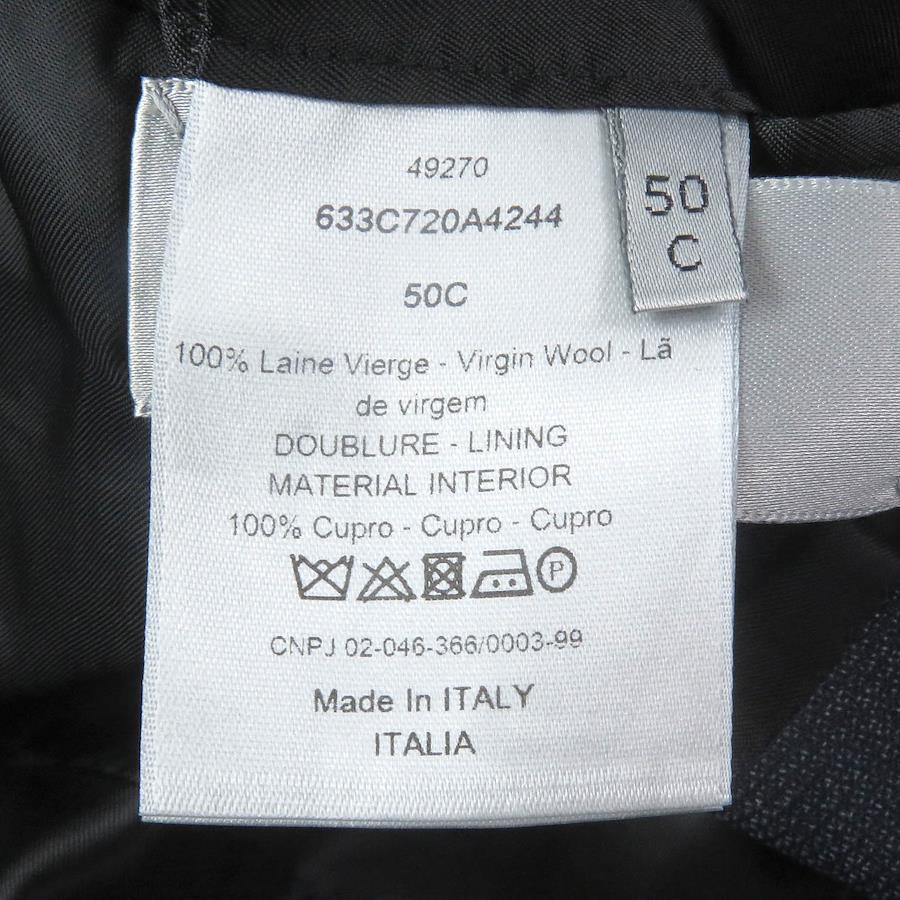 49270
633C720A4244
50C
50
C
100% Laine Vierge - Virgin Wool - Lã
de virgem
DOUBLURE - LINING
MATERIAL INTERIOR
100% Cupro - Cupro - Cupro
P
CNPJ 02-046-366/0003-99
Made In ITALY
ITALIA